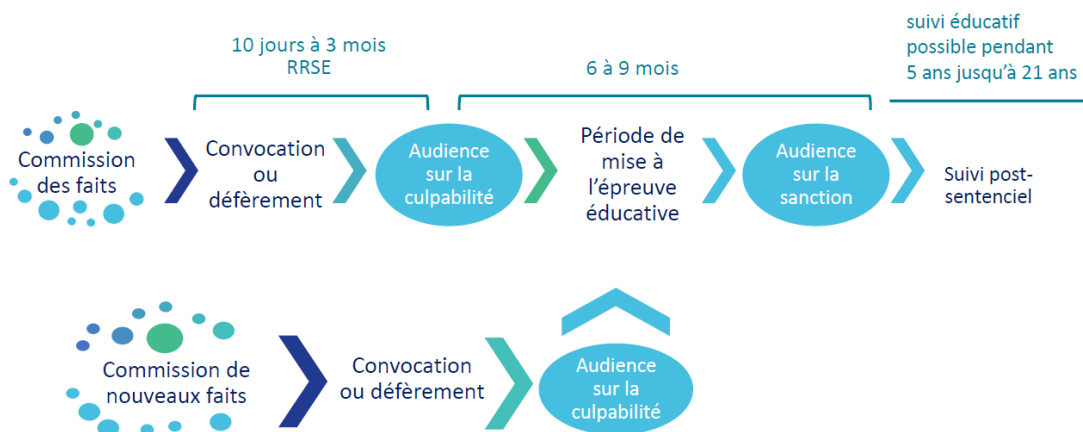 10 jours à 3 mois
RRSE
6 à 9 mois
suivi éducatif
possible pendant
5 ans jusqu'à 21 ans
Commission
des faits
Convocation
ou
défèrement
Audience
sur la
culpabilité
Période de
mise à
l'épreuve
éducative
Audience
sur la
sanction
Suivi post-
sentenciel
Commission de
nouveaux faits
Convocation
ou défèrement
Audience
sur la
culpabilité